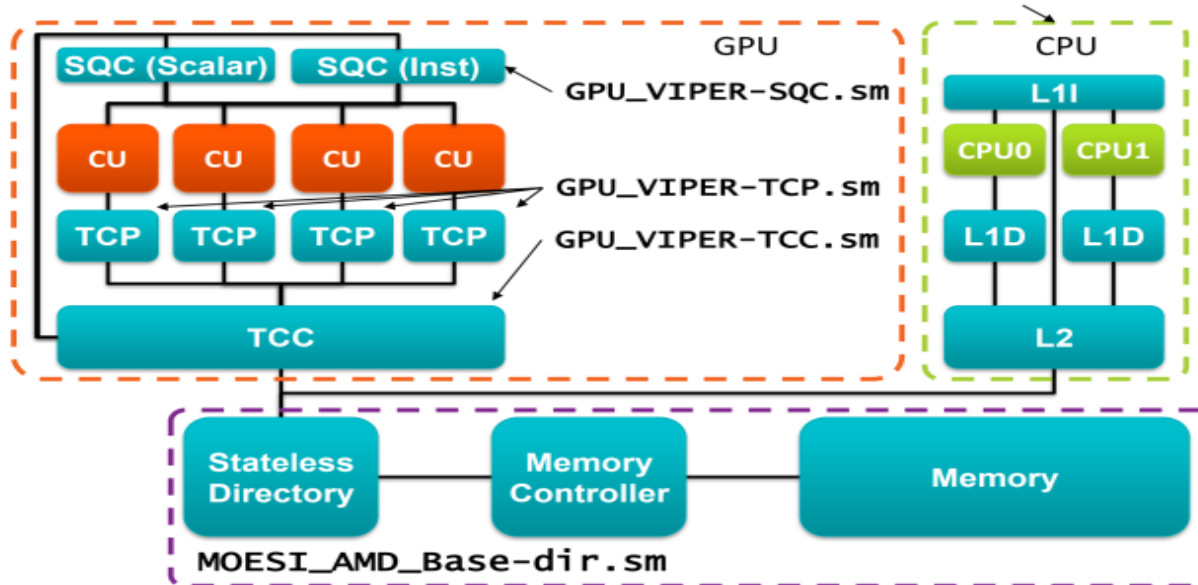 GPU
CPU
SQC (Scalar)
SQC (Inst)
GPU_VIPER-SQC.sm
L1I
CU
CU
CU
CU
CPU0
CPU1
GPU_VIPER-TCP.sm
TCP
TCP
TCP
TCP
GPU_VIPER-TCC.sm
L1D
L1D
TCC
L2
Stateless
Directory
Memory
Controller
Memory
MOESI_AMD_Base-dir.sm